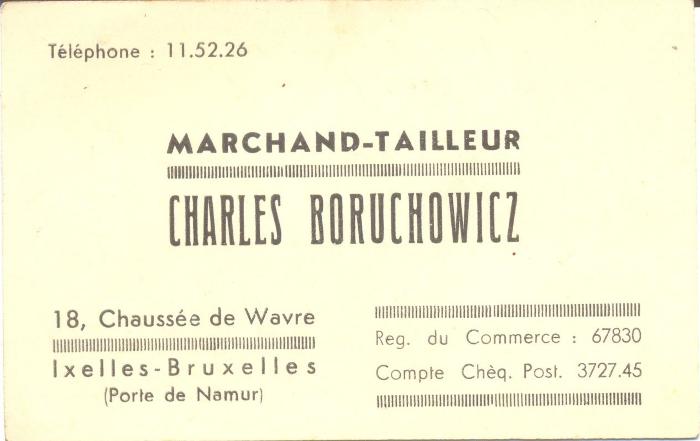 Téléphone : 11.52.26
MARCHAND-TAILLEUR
CHARLES BORUCHOWICZ
18, Chaussée de Wavre
Ixelles-Bruxelles
(Porte de Namur)
Reg. du Commerce : 67830
Compte Chèq. Post. 3727.45